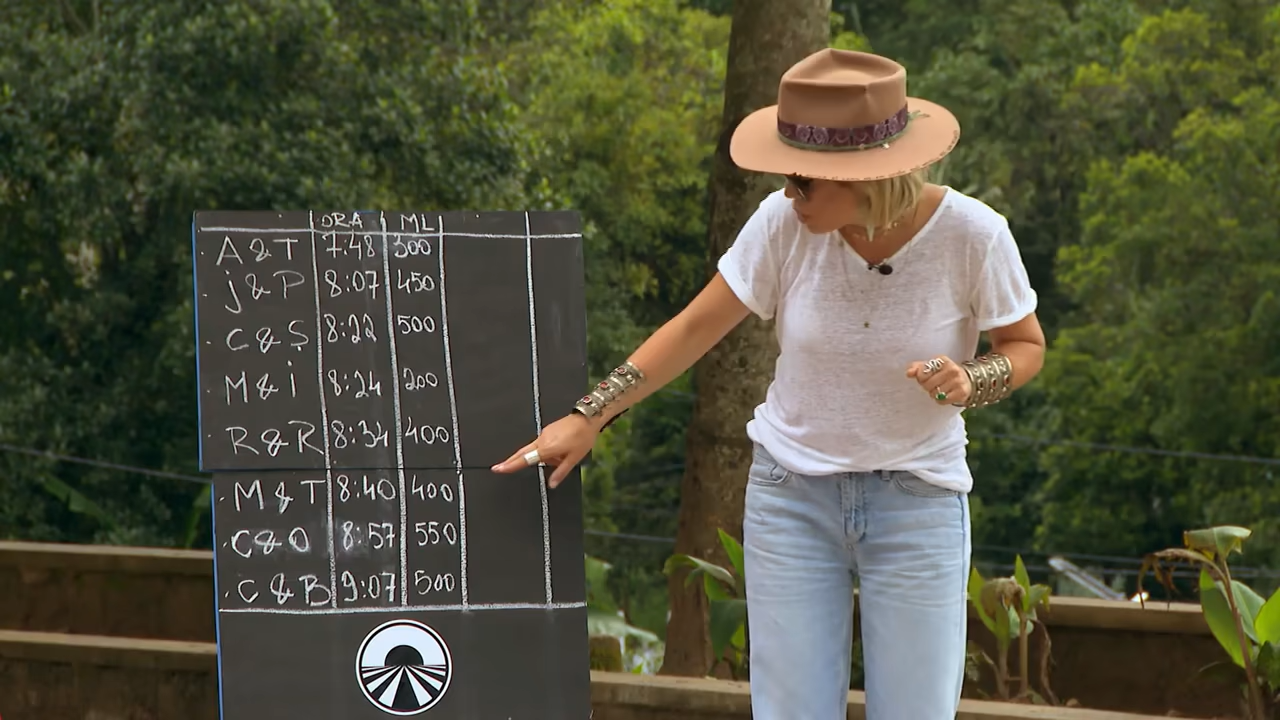 ORA ML
A & T 7:48 300
j & P 8:07 450
C & Ș 8:22 500
M & i 8:24 200
R & R 8:34 400
M & T 8:40 400
C & O 8:57 550
C & B 9:07 500